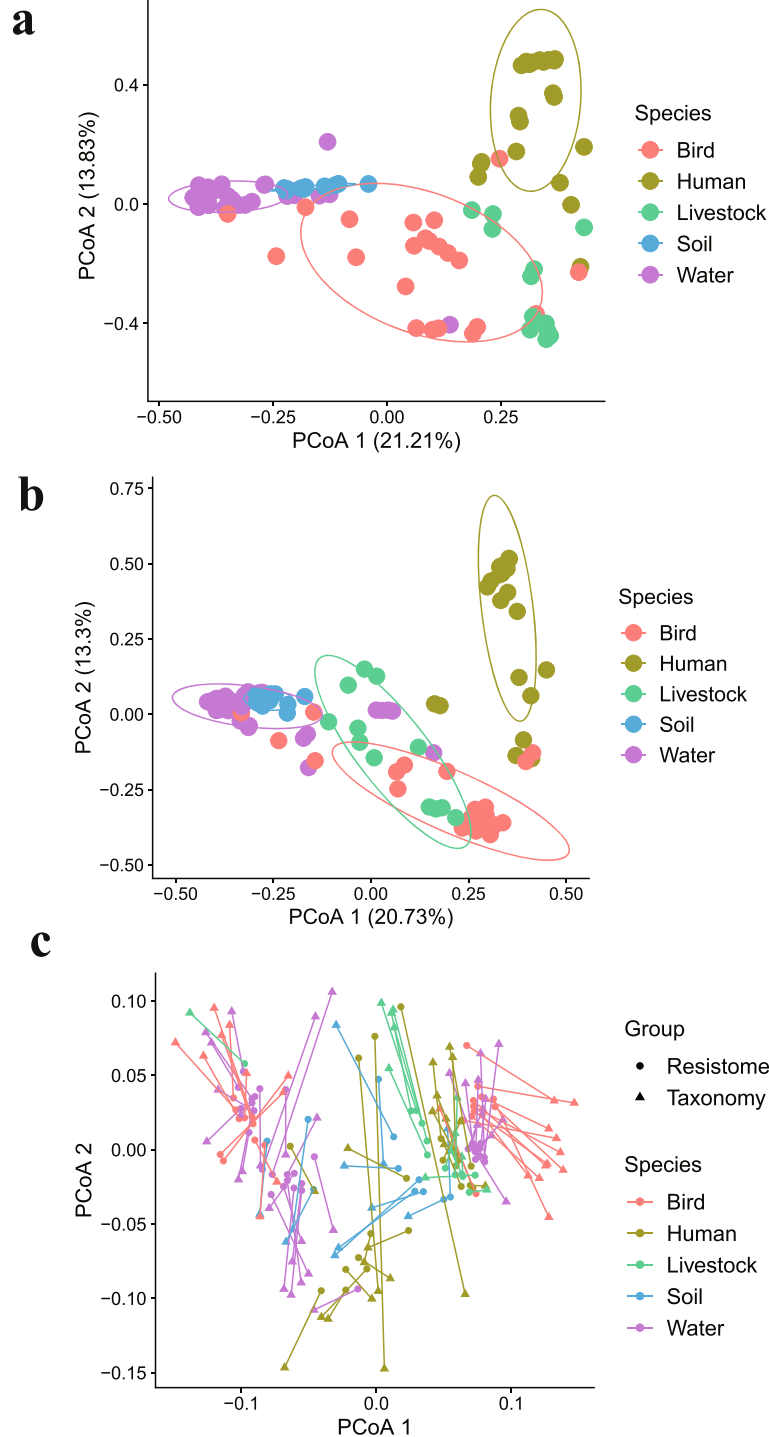 a
0.4
0.0
−0.4
PCoA 2 (13.83%)
−0.50
−0.25
0.00
0.25
PCoA 1 (21.21%)
Species
Bird
Human
Livestock
Soil
Water
b
0.75
0.50
0.25
0.00
−0.25
−0.50
PCoA 2 (13.3%)
−0.50
−0.25
0.00
0.25
0.50
PCoA 1 (20.73%)
Species
Bird
Human
Livestock
Soil
Water
c
0.10
0.05
0.00
−0.05
−0.10
−0.15
PCoA 2
−0.1
0.0
0.1
PCoA 1
Group
Resistome
Taxonomy
Species
Bird
Human
Livestock
Soil
Water